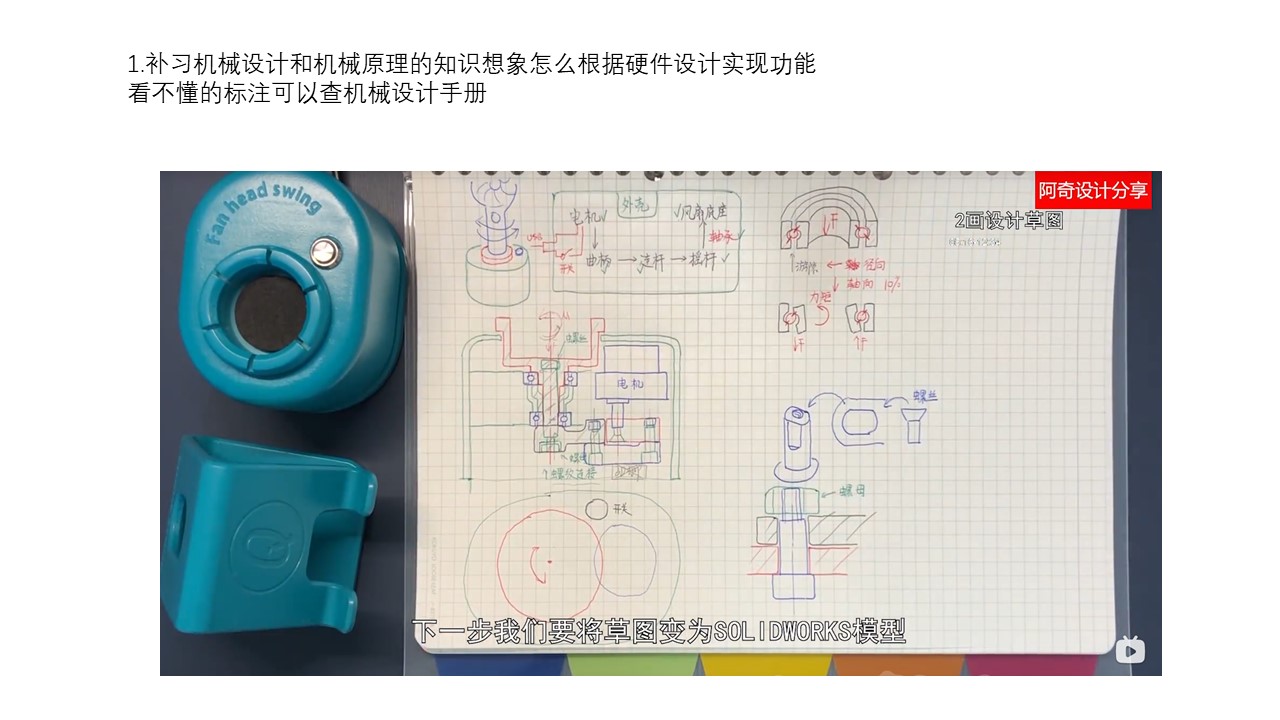 1.补习机械设计和机械原理的知识想象怎么根据硬件设计实现功能
看不懂的标注可以查机械设计手册
阿奇设计分享
2画设计草图
Fan head swing
外壳
电机√ √风扇底座
USB
轴承√
开关
曲柄 → 连杆 → 摇杆√
F
径向
轴向 10%
力矩
F F
M
螺丝
电机
螺纹连接
螺丝
螺母
开关
下一步我们要将草图变为SOLIDWORKS模型